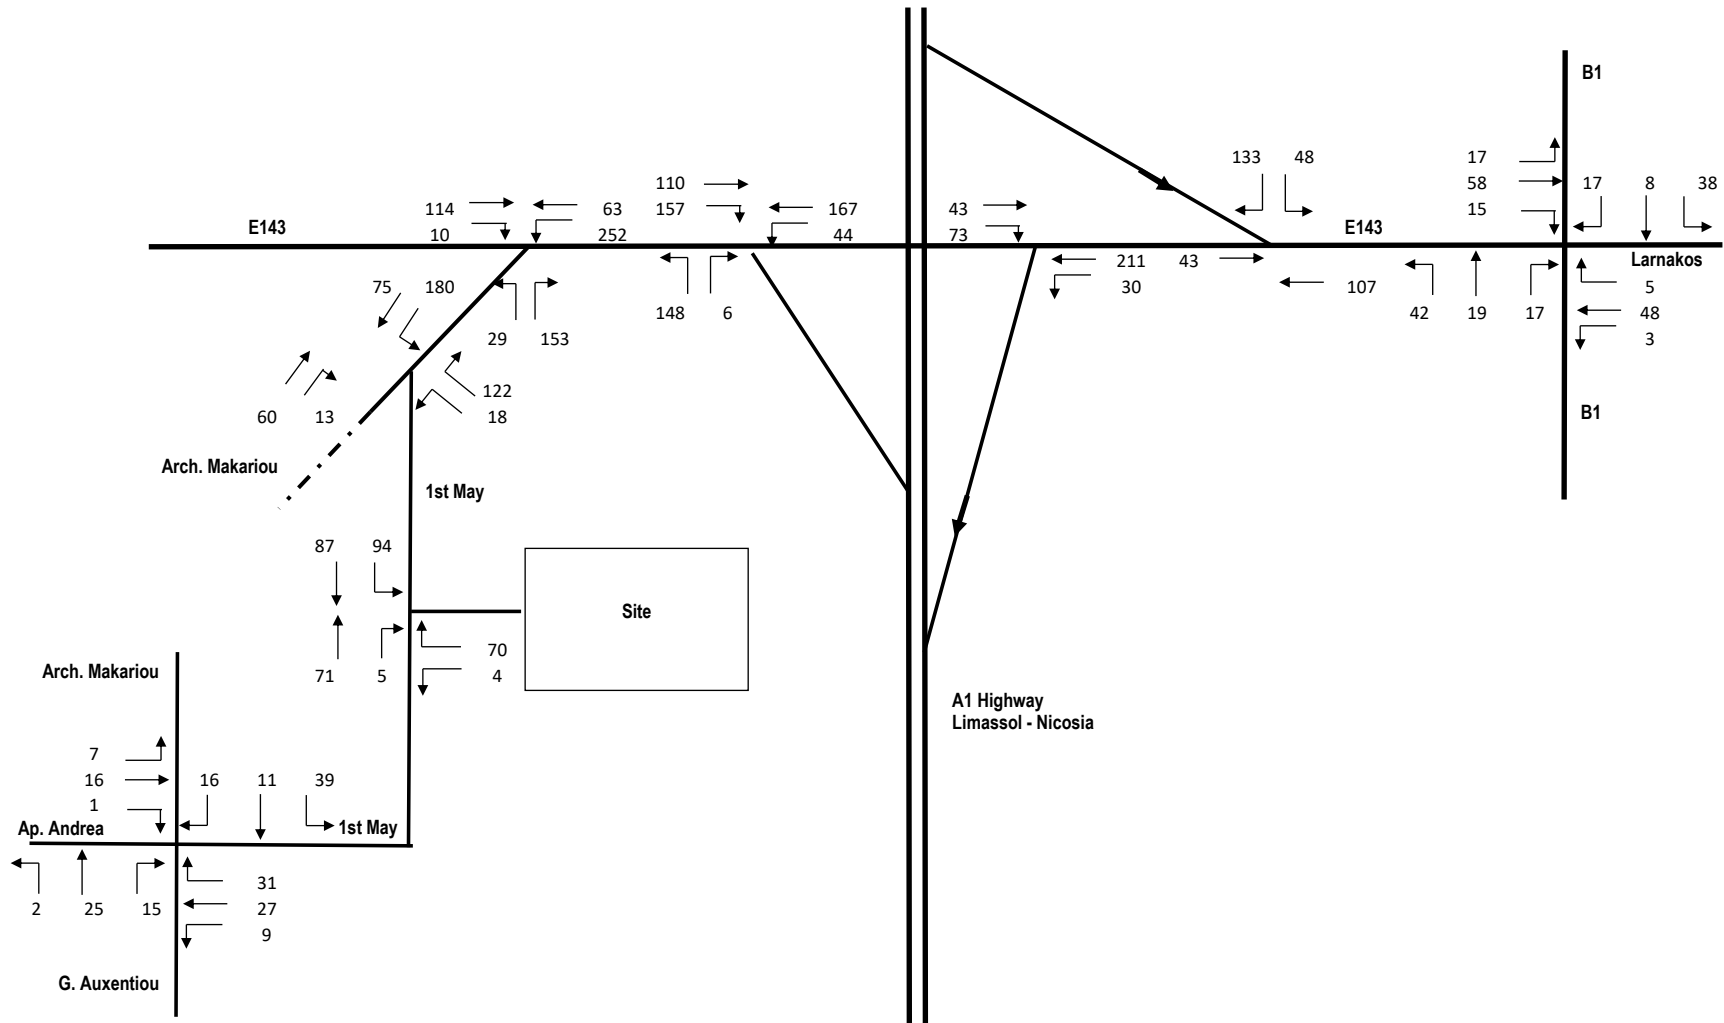 B1
133 48
17
110
58 17 8 38
114 63 157 167 43
15
E143
10 252 44 73 E143
Larnakos
75 180
211 43
30 107
5
148 6 42 19 17 48
29 153 3
60 13
122
18
B1
Arch. Makariou
1st May
87 94
Site
70
71 5 4
Arch. Makariou
A1 Highway
Limassol - Nicosia
7
16 16 11 39
1
Ap. Andrea 1st May
31
2 25 15 27
9
G. Auxentiou